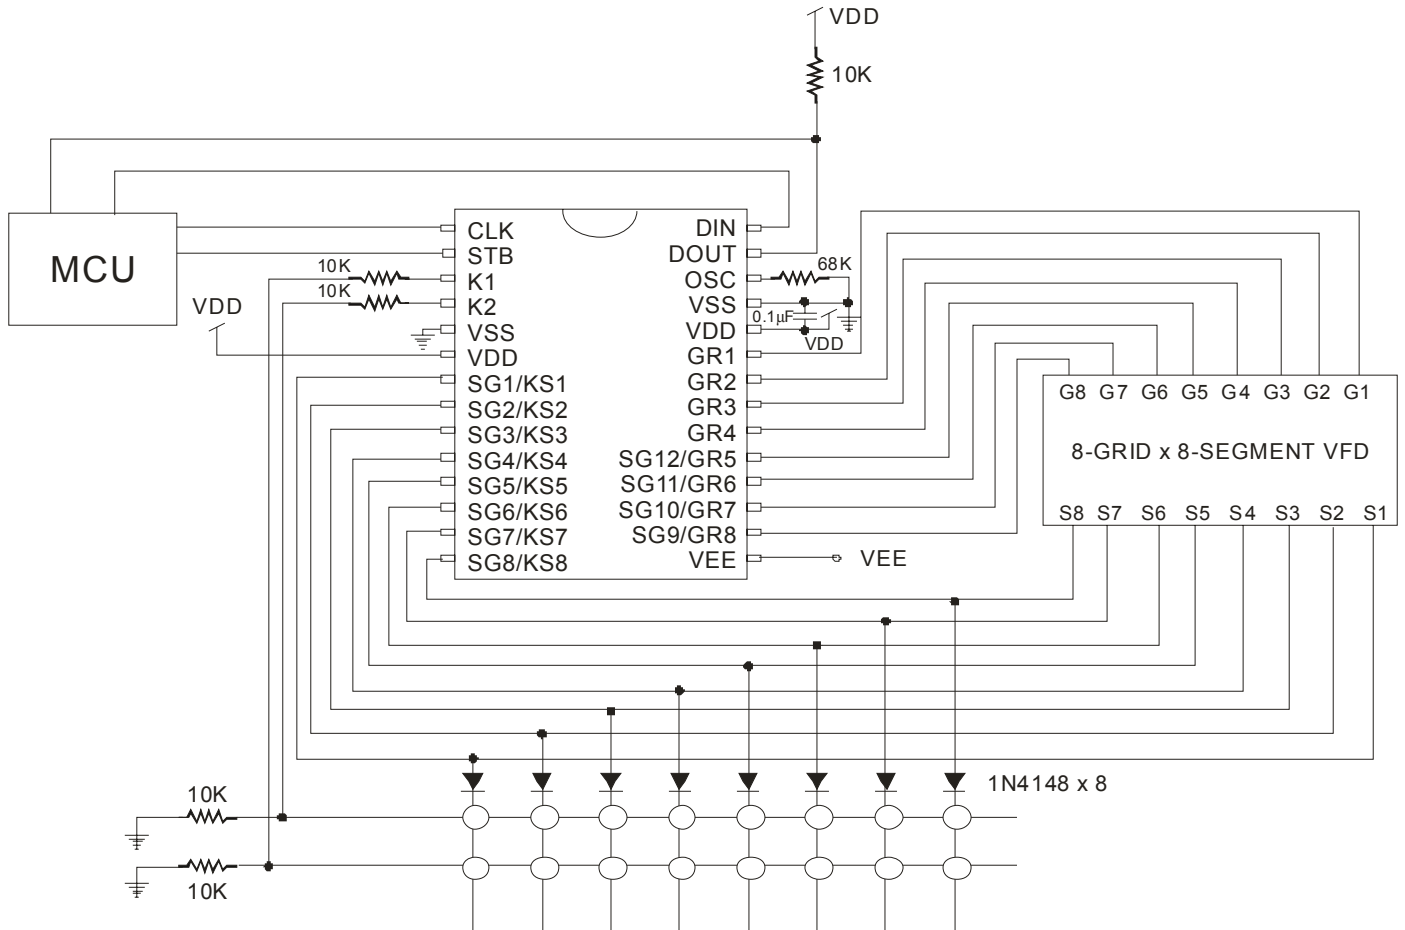 VDD
10K
MCU
CLK
STB
K1
K2
VSS
VDD
SG1/KS1
SG2/KS2
SG3/KS3
SG4/KS4
SG5/KS5
SG6/KS6
SG7/KS7
SG8/KS8
DIN
DOUT
OSC
VSS
VDD
GR1
GR2
GR3
GR4
SG12/GR5
SG11/GR6
SG10/GR7
SG9/GR8
VEE
10K
10K
VDD
68K
0.1µF
VDD
VEE
G8 G7 G6 G5 G4 G3 G2 G1
8-GRID x 8-SEGMENT VFD
S8 S7 S6 S5 S4 S3 S2 S1
1N4148 x 8
10K
10K